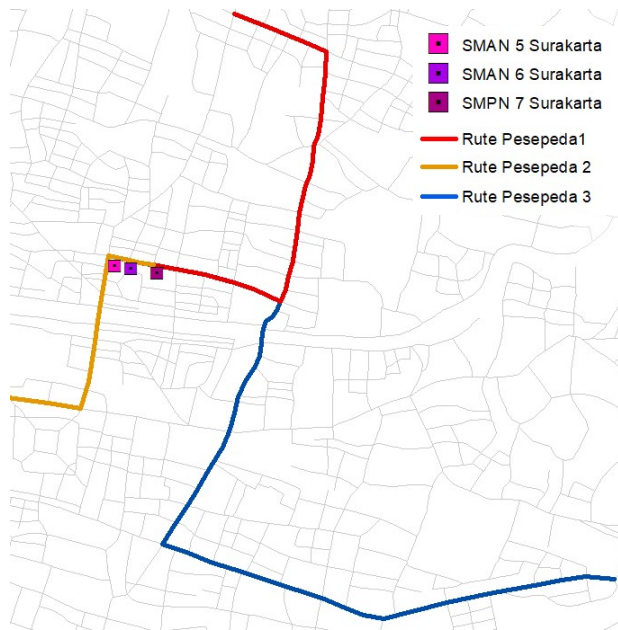 SMAN 5 Surakarta
SMAN 6 Surakarta
SMPN 7 Surakarta
Rute Pesepeda1
Rute Pesepeda 2
Rute Pesepeda 3